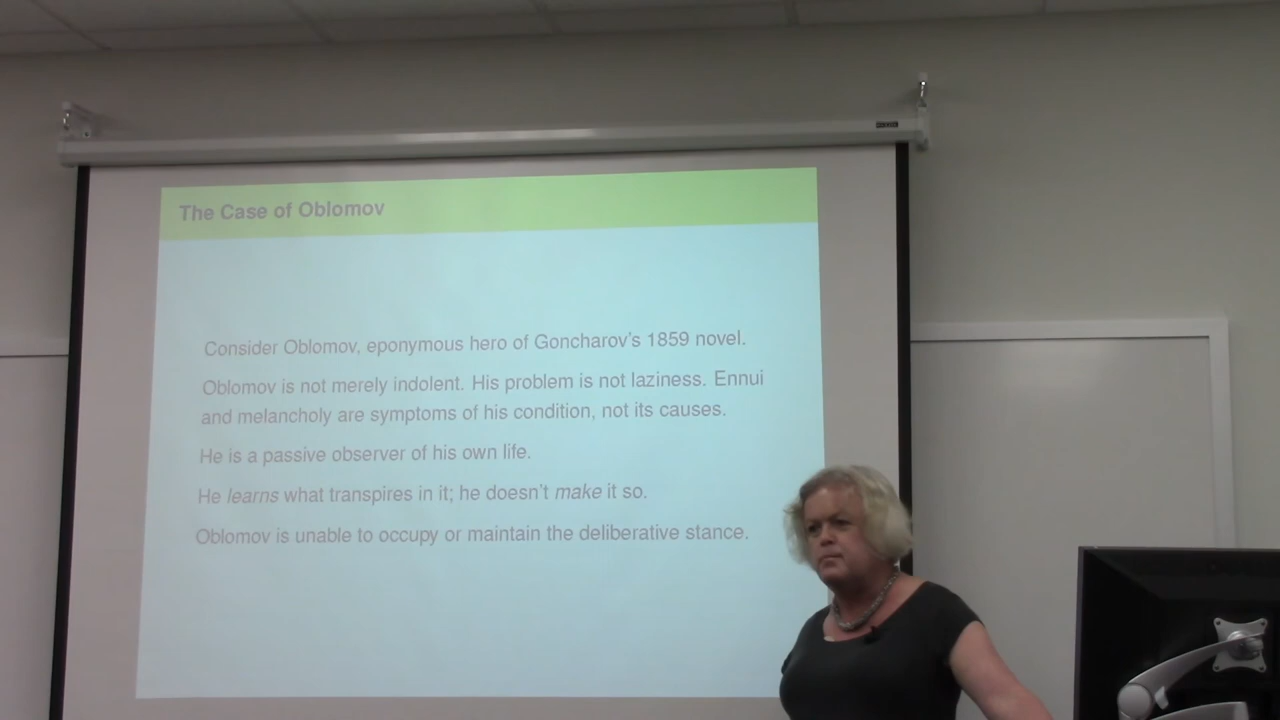 The Case of Oblomov
Consider Oblomov, eponymous hero of Goncharov's 1859 novel.
Oblomov is not merely indolent. His problem is not laziness. Ennui
and melancholy are symptoms of his condition, not its causes.
He is a passive observer of his own life.
He learns what transpires in it; he doesn't make it so.
Oblomov is unable to occupy or maintain the deliberative stance.